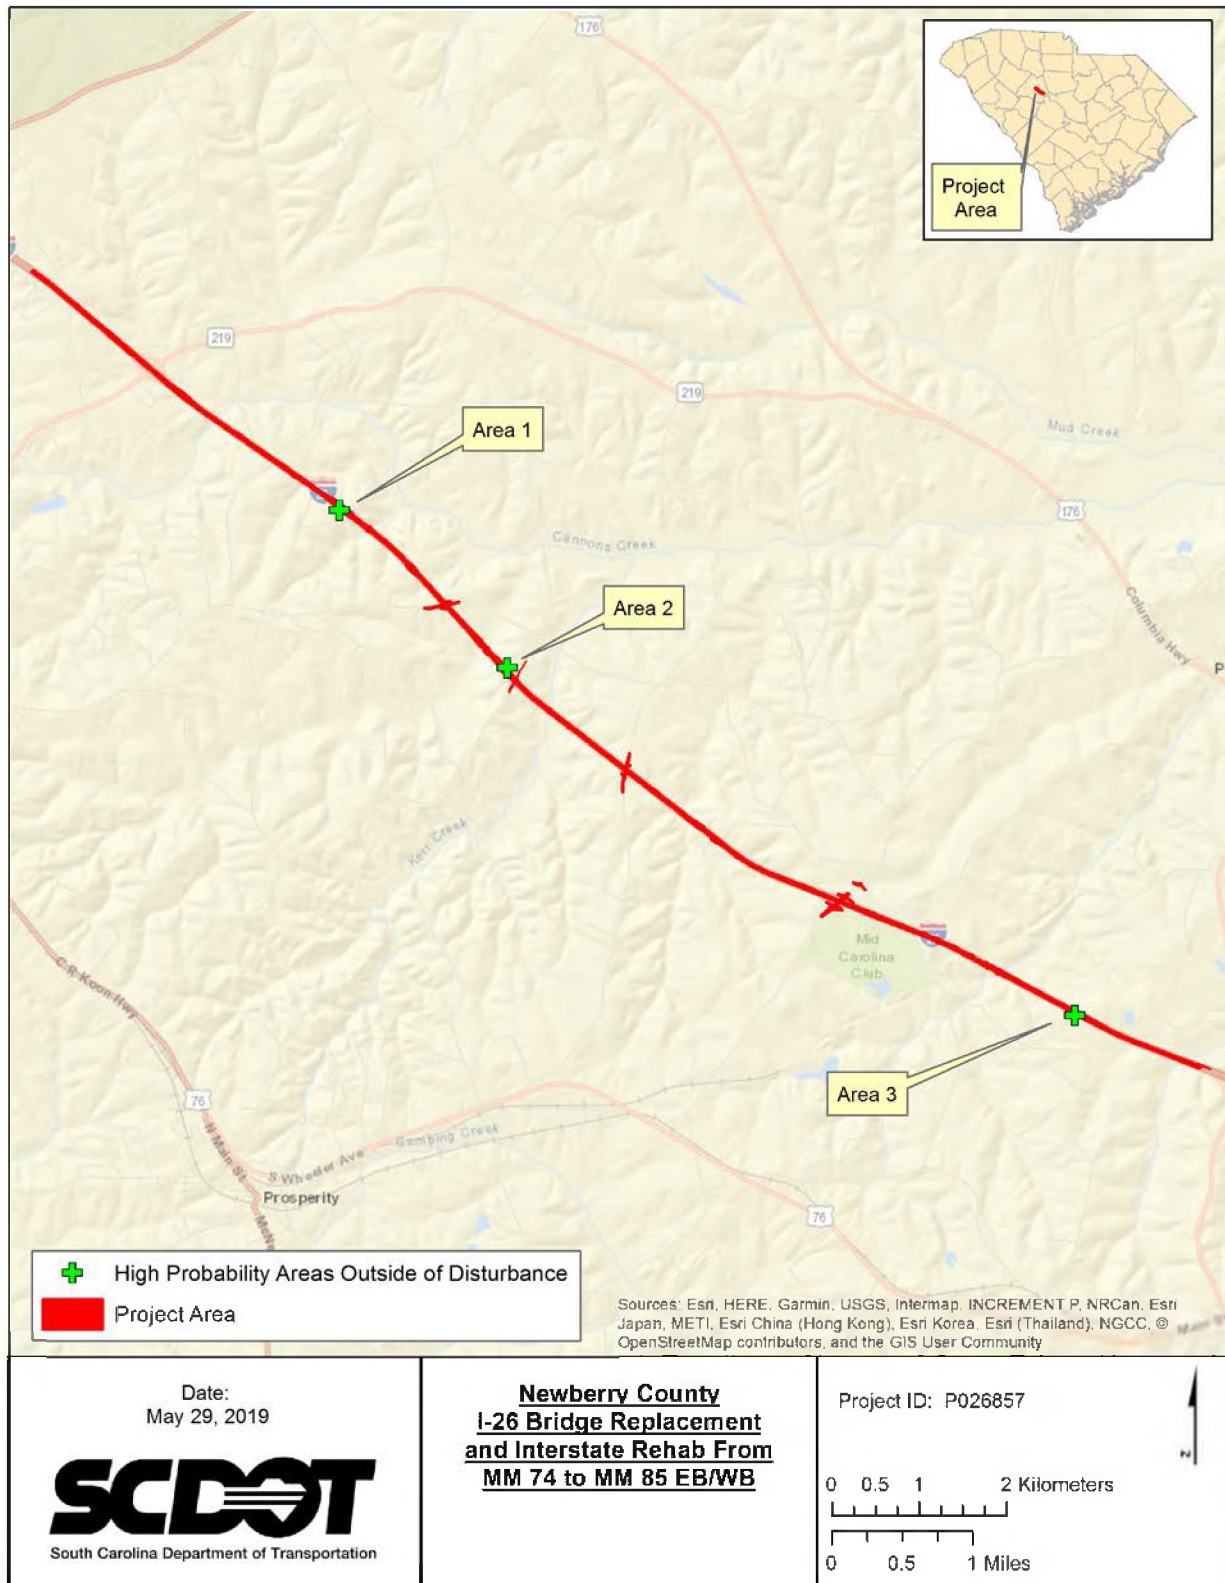 176
Project
Area
219
219
Area 1
Mud Creek
176
Cannons Creek
Area 2
Columbia Hwy
P
Kerr Creek
Mid
Carolina
Club
C R Koon Hwy
Area 3
76
N Main St
S Wheeler Ave
Camping Creek
Prosperity
McNe
76
High Probability Areas Outside of Disturbance
Project Area
Sources: Esri, HERE, Garmin, USGS, Intermap, INCREMENT P, NRCan, Esri
Japan, METI, Esri China (Hong Kong), Esri Korea, Esri (Thailand), NGCC, ©
OpenStreetMap contributors, and the GIS User Community
Main St
Date:
May 29, 2019
SCDOT
South Carolina Department of Transportation
Newberry County
I-26 Bridge Replacement
and Interstate Rehab From
MM 74 to MM 85 EB/WB
Project ID: P026857
N
0 0.5 1 2 Kilometers
0 0.5 1 Miles